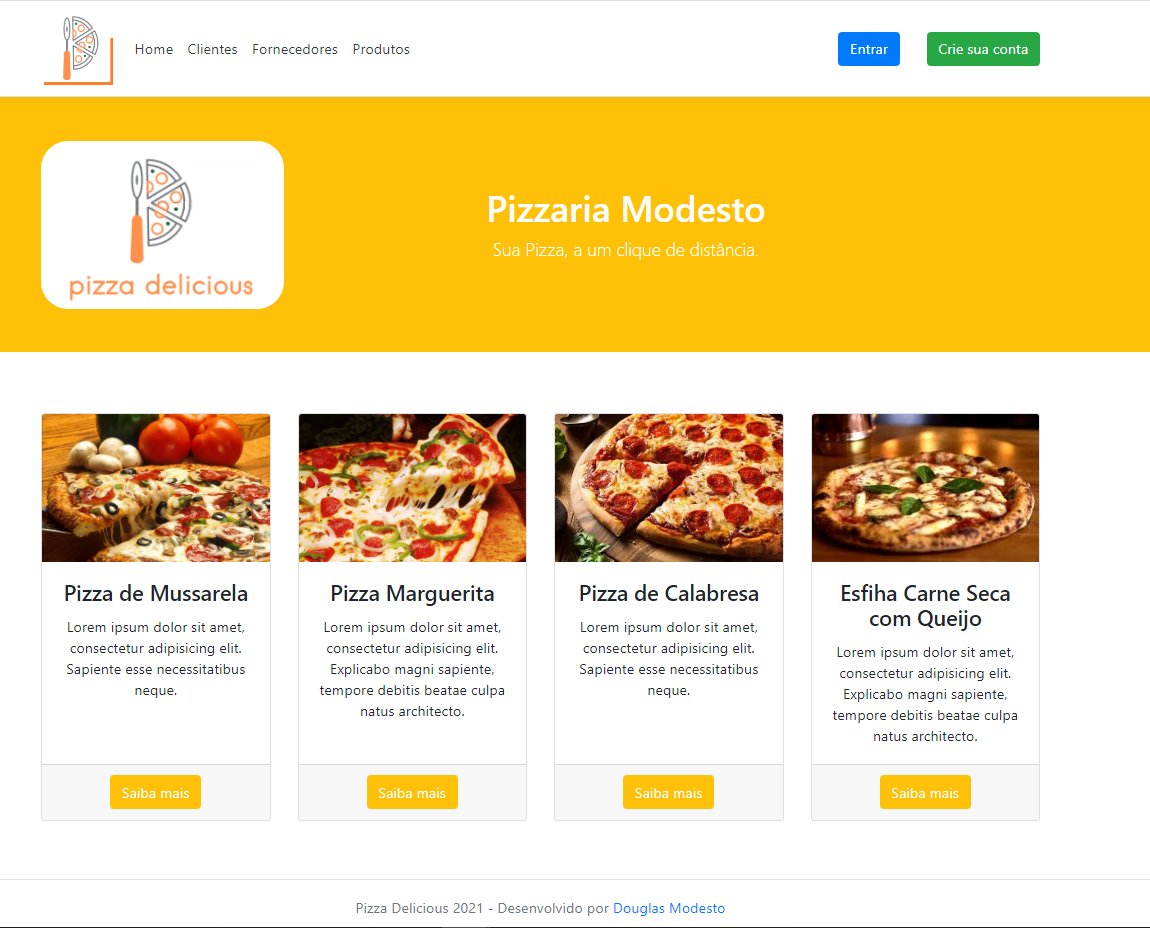 Home Clientes Fornecedores Produtos Entrar Crie sua conta
pizza delicious
Pizzaria Modesto
Sua Pizza, a um clique de distância.
Pizza de Mussarela
Lorem ipsum dolor sit amet,
consectetur adipisicing elit.
Sapiente esse necessitatibus
neque.
Saiba mais
Pizza Marguerita
Lorem ipsum dolor sit amet,
consectetur adipisicing elit.
Explicabo magni sapiente,
tempore debitis beatae culpa
natus architecto.
Saiba mais
Pizza de Calabresa
Lorem ipsum dolor sit amet,
consectetur adipisicing elit.
Sapiente esse necessitatibus
neque.
Saiba mais
Esfiha Carne Seca
com Queijo
Lorem ipsum dolor sit amet,
consectetur adipisicing elit.
Explicabo magni sapiente,
tempore debitis beatae culpa
natus architecto.
Saiba mais
Pizza Delicious 2021 - Desenvolvido por Douglas Modesto